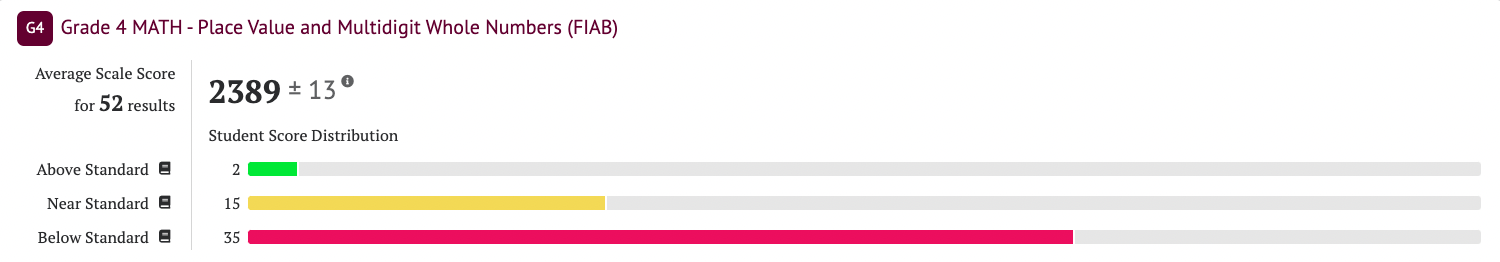 G4 Grade 4 MATH - Place Value and Multidigit Whole Numbers (FIAB)
Average Scale Score
for 52 results
2389 ± 13
Student Score Distribution
Above Standard 2
Near Standard 15
Below Standard 35